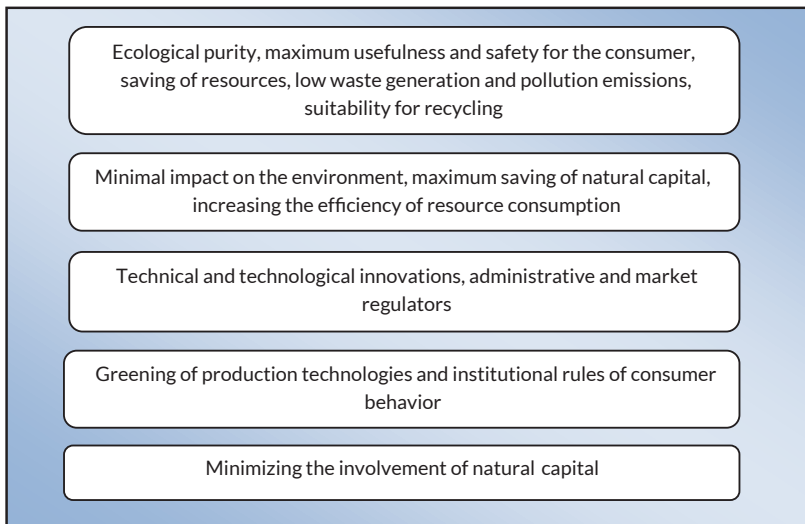 Ecological purity, maximum usefulness and safety for the consumer,
saving of resources, low waste generation and pollution emissions,
suitability for recycling
Minimal impact on the environment, maximum saving of natural capital,
increasing the efficiency of resource consumption
Technical and technological innovations, administrative and market
regulators
Greening of production technologies and institutional rules of consumer
behavior
Minimizing the involvement of natural capital